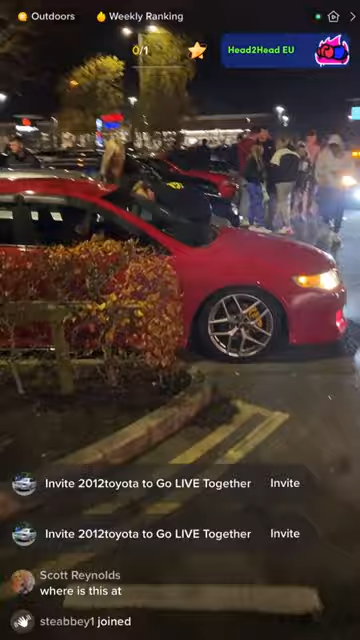 Outdoors
Weekly Ranking
0/1
Head2Head EU
Invite 2012toyota to Go LIVE Together Invite
Invite 2012toyota to Go LIVE Together Invite
Scott Reynolds
where is this at
steabbey1 joined